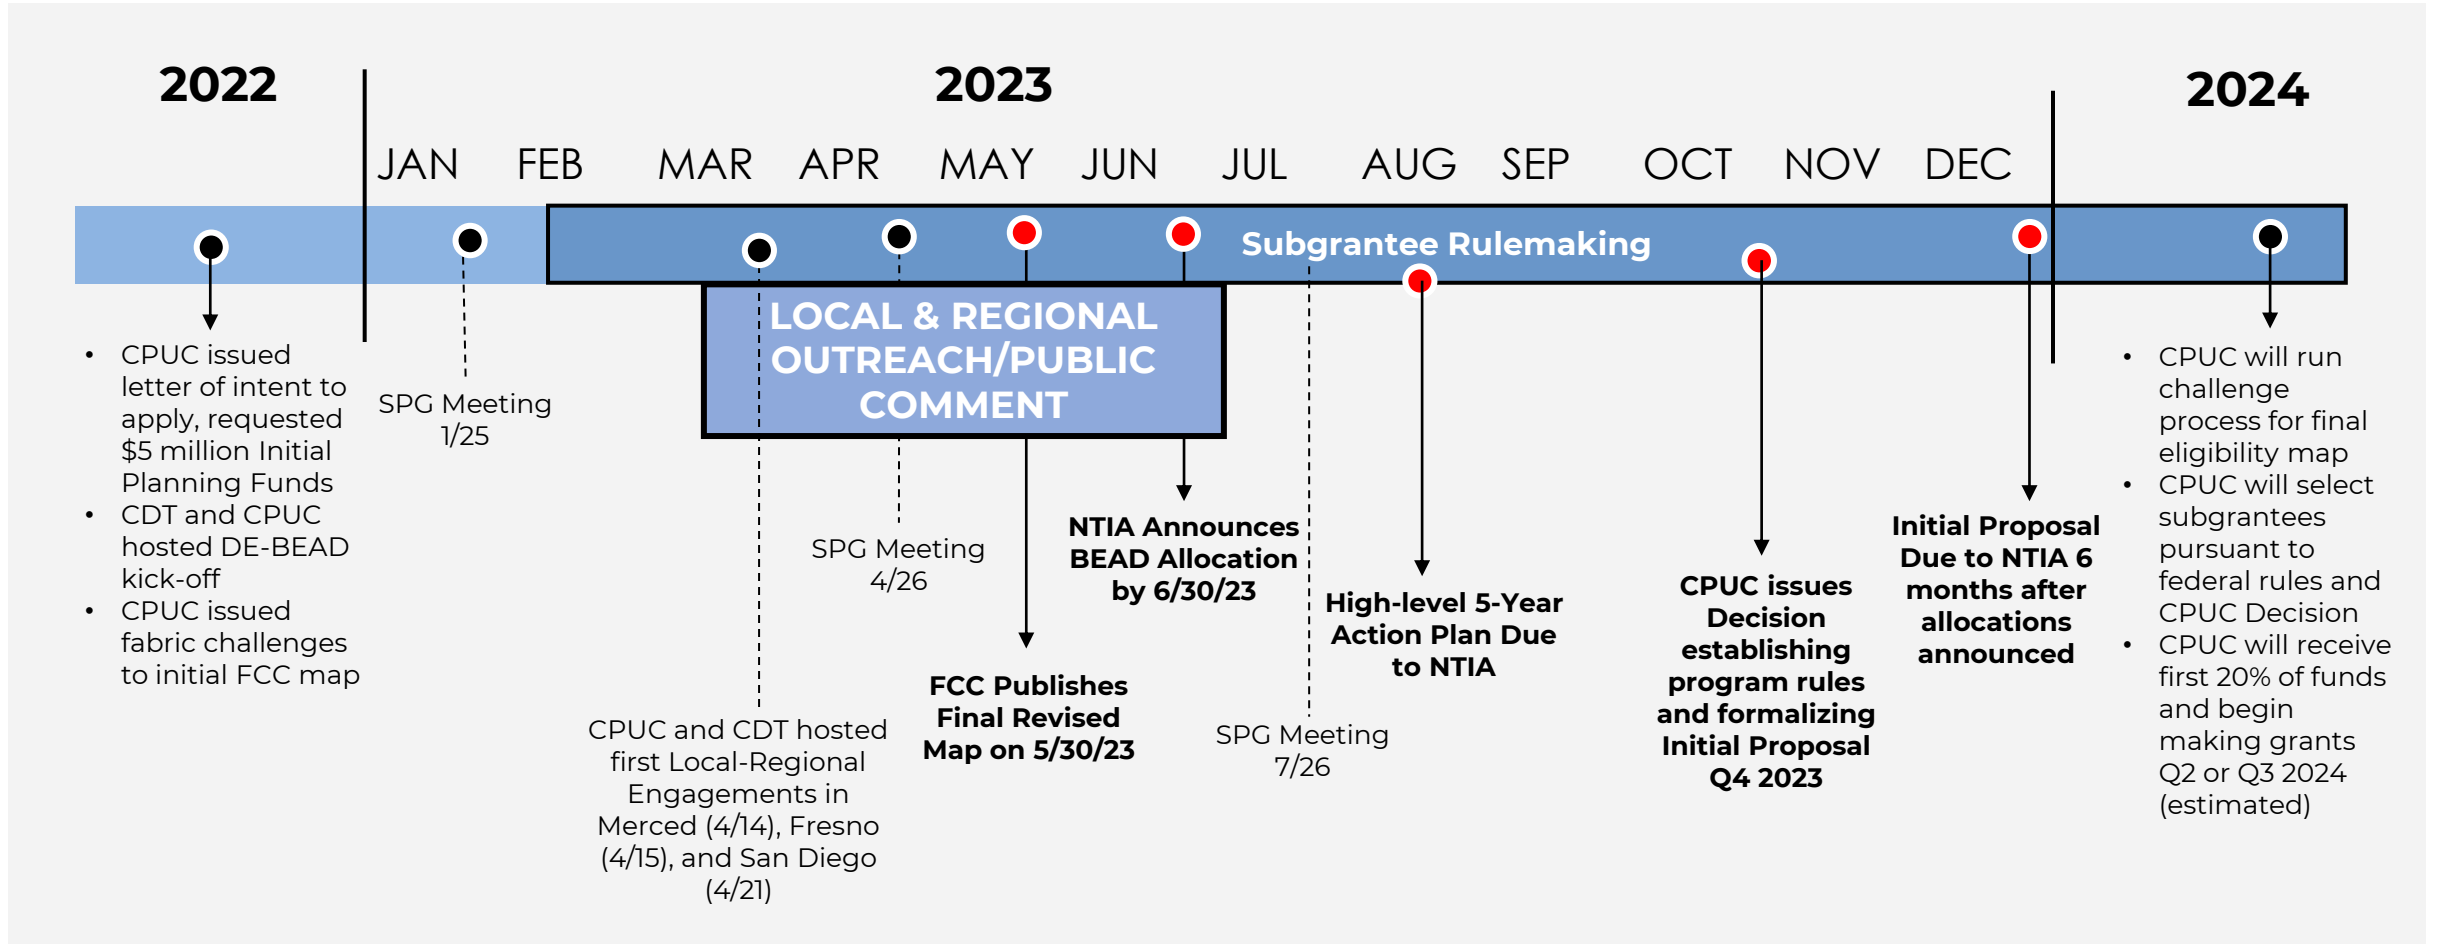 2022
2023
2024
JAN FEB MAR APR MAY JUN JUL AUG SEP OCT NOV DEC
Subgrantee Rulemaking
LOCAL & REGIONAL
OUTREACH/PUBLIC
COMMENT
• CPUC issued
letter of intent to
apply, requested
$5 million Initial
Planning Funds
• CDT and CPUC
hosted DE-BEAD
kick-off
• CPUC issued
fabric challenges
to initial FCC map
SPG Meeting
1/25
CPUC and CDT hosted
first Local-Regional
Engagements in
Merced (4/14), Fresno
(4/15), and San Diego
(4/21)
SPG Meeting
4/26
FCC Publishes
Final Revised
Map on 5/30/23
NTIA Announces
BEAD Allocation
by 6/30/23
SPG Meeting
7/26
High-level 5-Year
Action Plan Due
to NTIA
CPUC issues
Decision
establishing
program rules
and formalizing
Initial Proposal
Q4 2023
Initial Proposal
Due to NTIA 6
months after
allocations
announced
• CPUC will run
challenge
process for final
eligibility map
• CPUC will select
subgrantees
pursuant to
federal rules and
CPUC Decision
• CPUC will receive
first 20% of funds
and begin
making grants
Q2 or Q3 2024
(estimated)